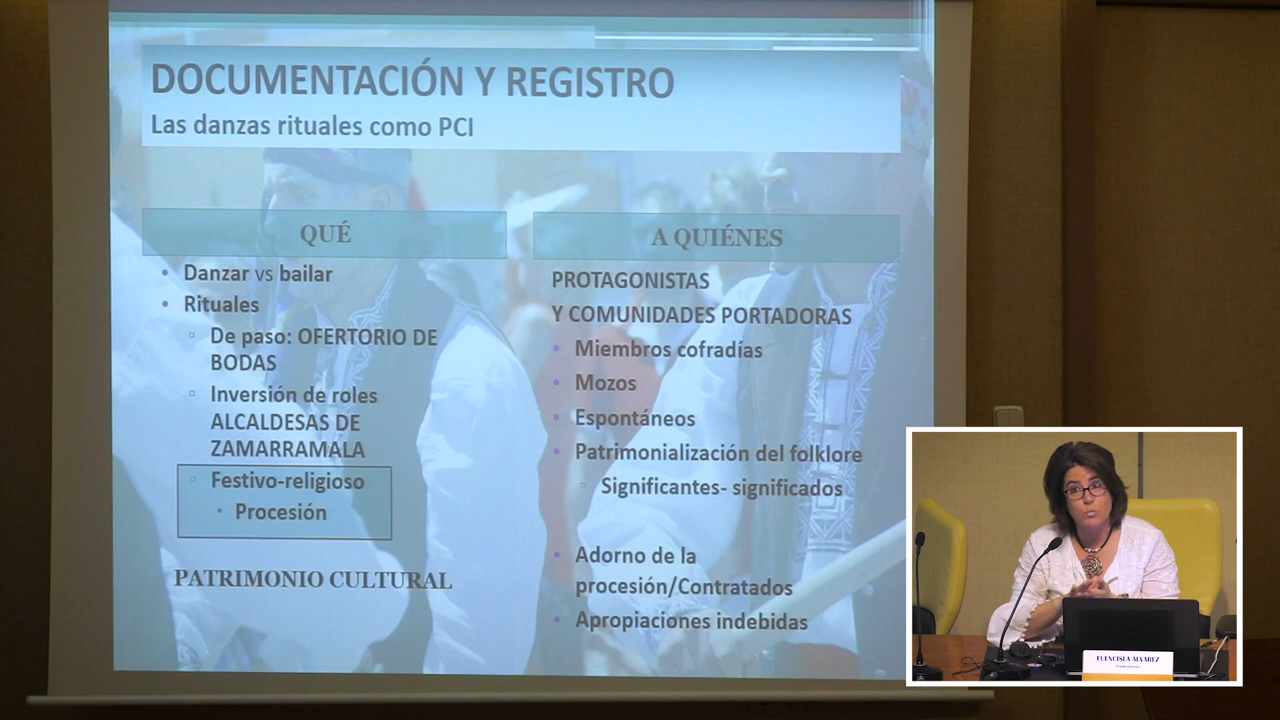 DOCUMENTACIÓN Y REGISTRO
Las danzas rituales como PCI
QUÉ
• Danzar vs bailar
• Rituales
▫ De paso: OFERTORIO DE
BODAS
▫ Inversión de roles
ALCALDESAS DE
ZAMARRAMALA
▫ Festivo-religioso
• Procesión
PATRIMONIO CULTURAL
A QUIÉNES
PROTAGONISTAS
Y COMUNIDADES PORTADORAS
• Miembros cofradías
• Mozos
• Espontáneos
• Patrimonialización del folklore
▫ Significantes- significados
• Adorno de la
procesión/Contratados
• Apropiaciones indebidas
FUENCISLA ÁLVAREZ